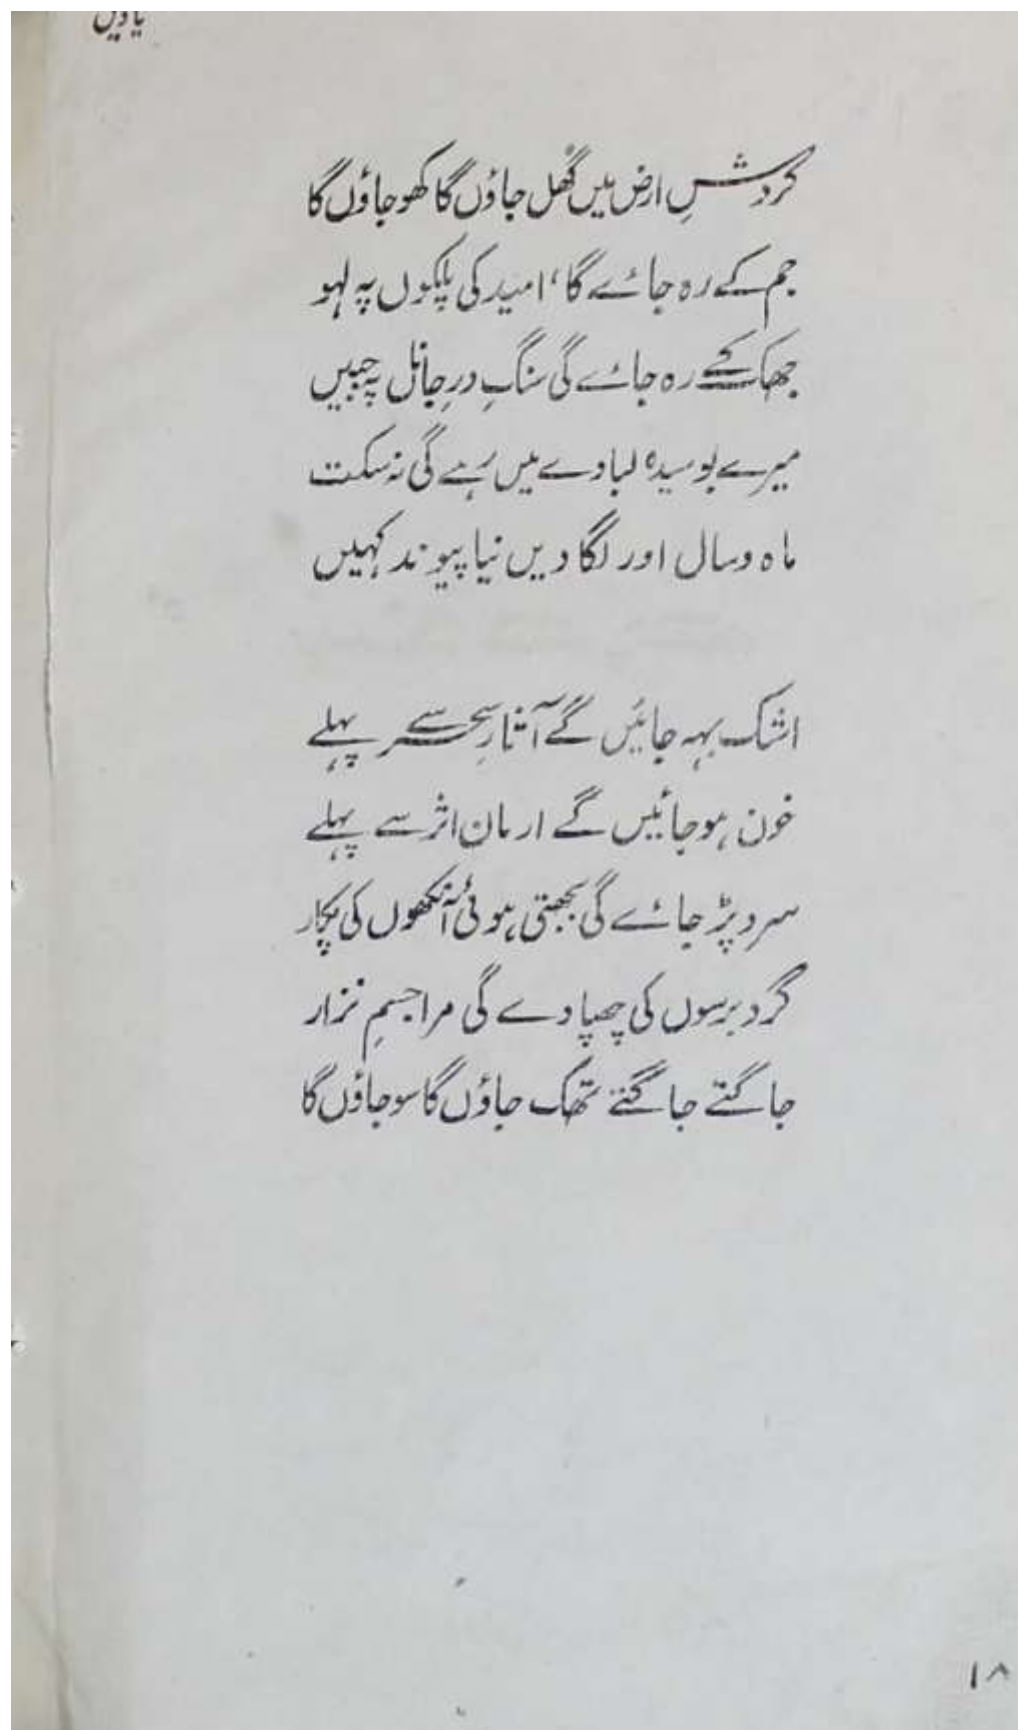 یادیں
گردشِ ارض میں گُھل جاؤں گا کھو جاؤں گا
جم کے رہ جائے گا، امید کی پلکوں پہ لہو
جھک کے رہ جائے گی سنگِ درِ جاناں پہ جبیں
میرے بوسیدہ لبادے میں رہے گی نہ سکت
ماہ و سال اور لگا دیں نیا پیوند کہیں
اشک بہہ جائیں گے آثارِ سحر سے پہلے
خون ہو جائیں گے ارمان اثر سے پہلے
سرد پڑ جائے گی بجھتی ہوئی آنکھوں کی پکار
گرد برسوں کی چھپا دے گی مرا جسمِ نزار
جاگتے جاگتے تھک جاؤں گا سو جاؤں گا
۱۸